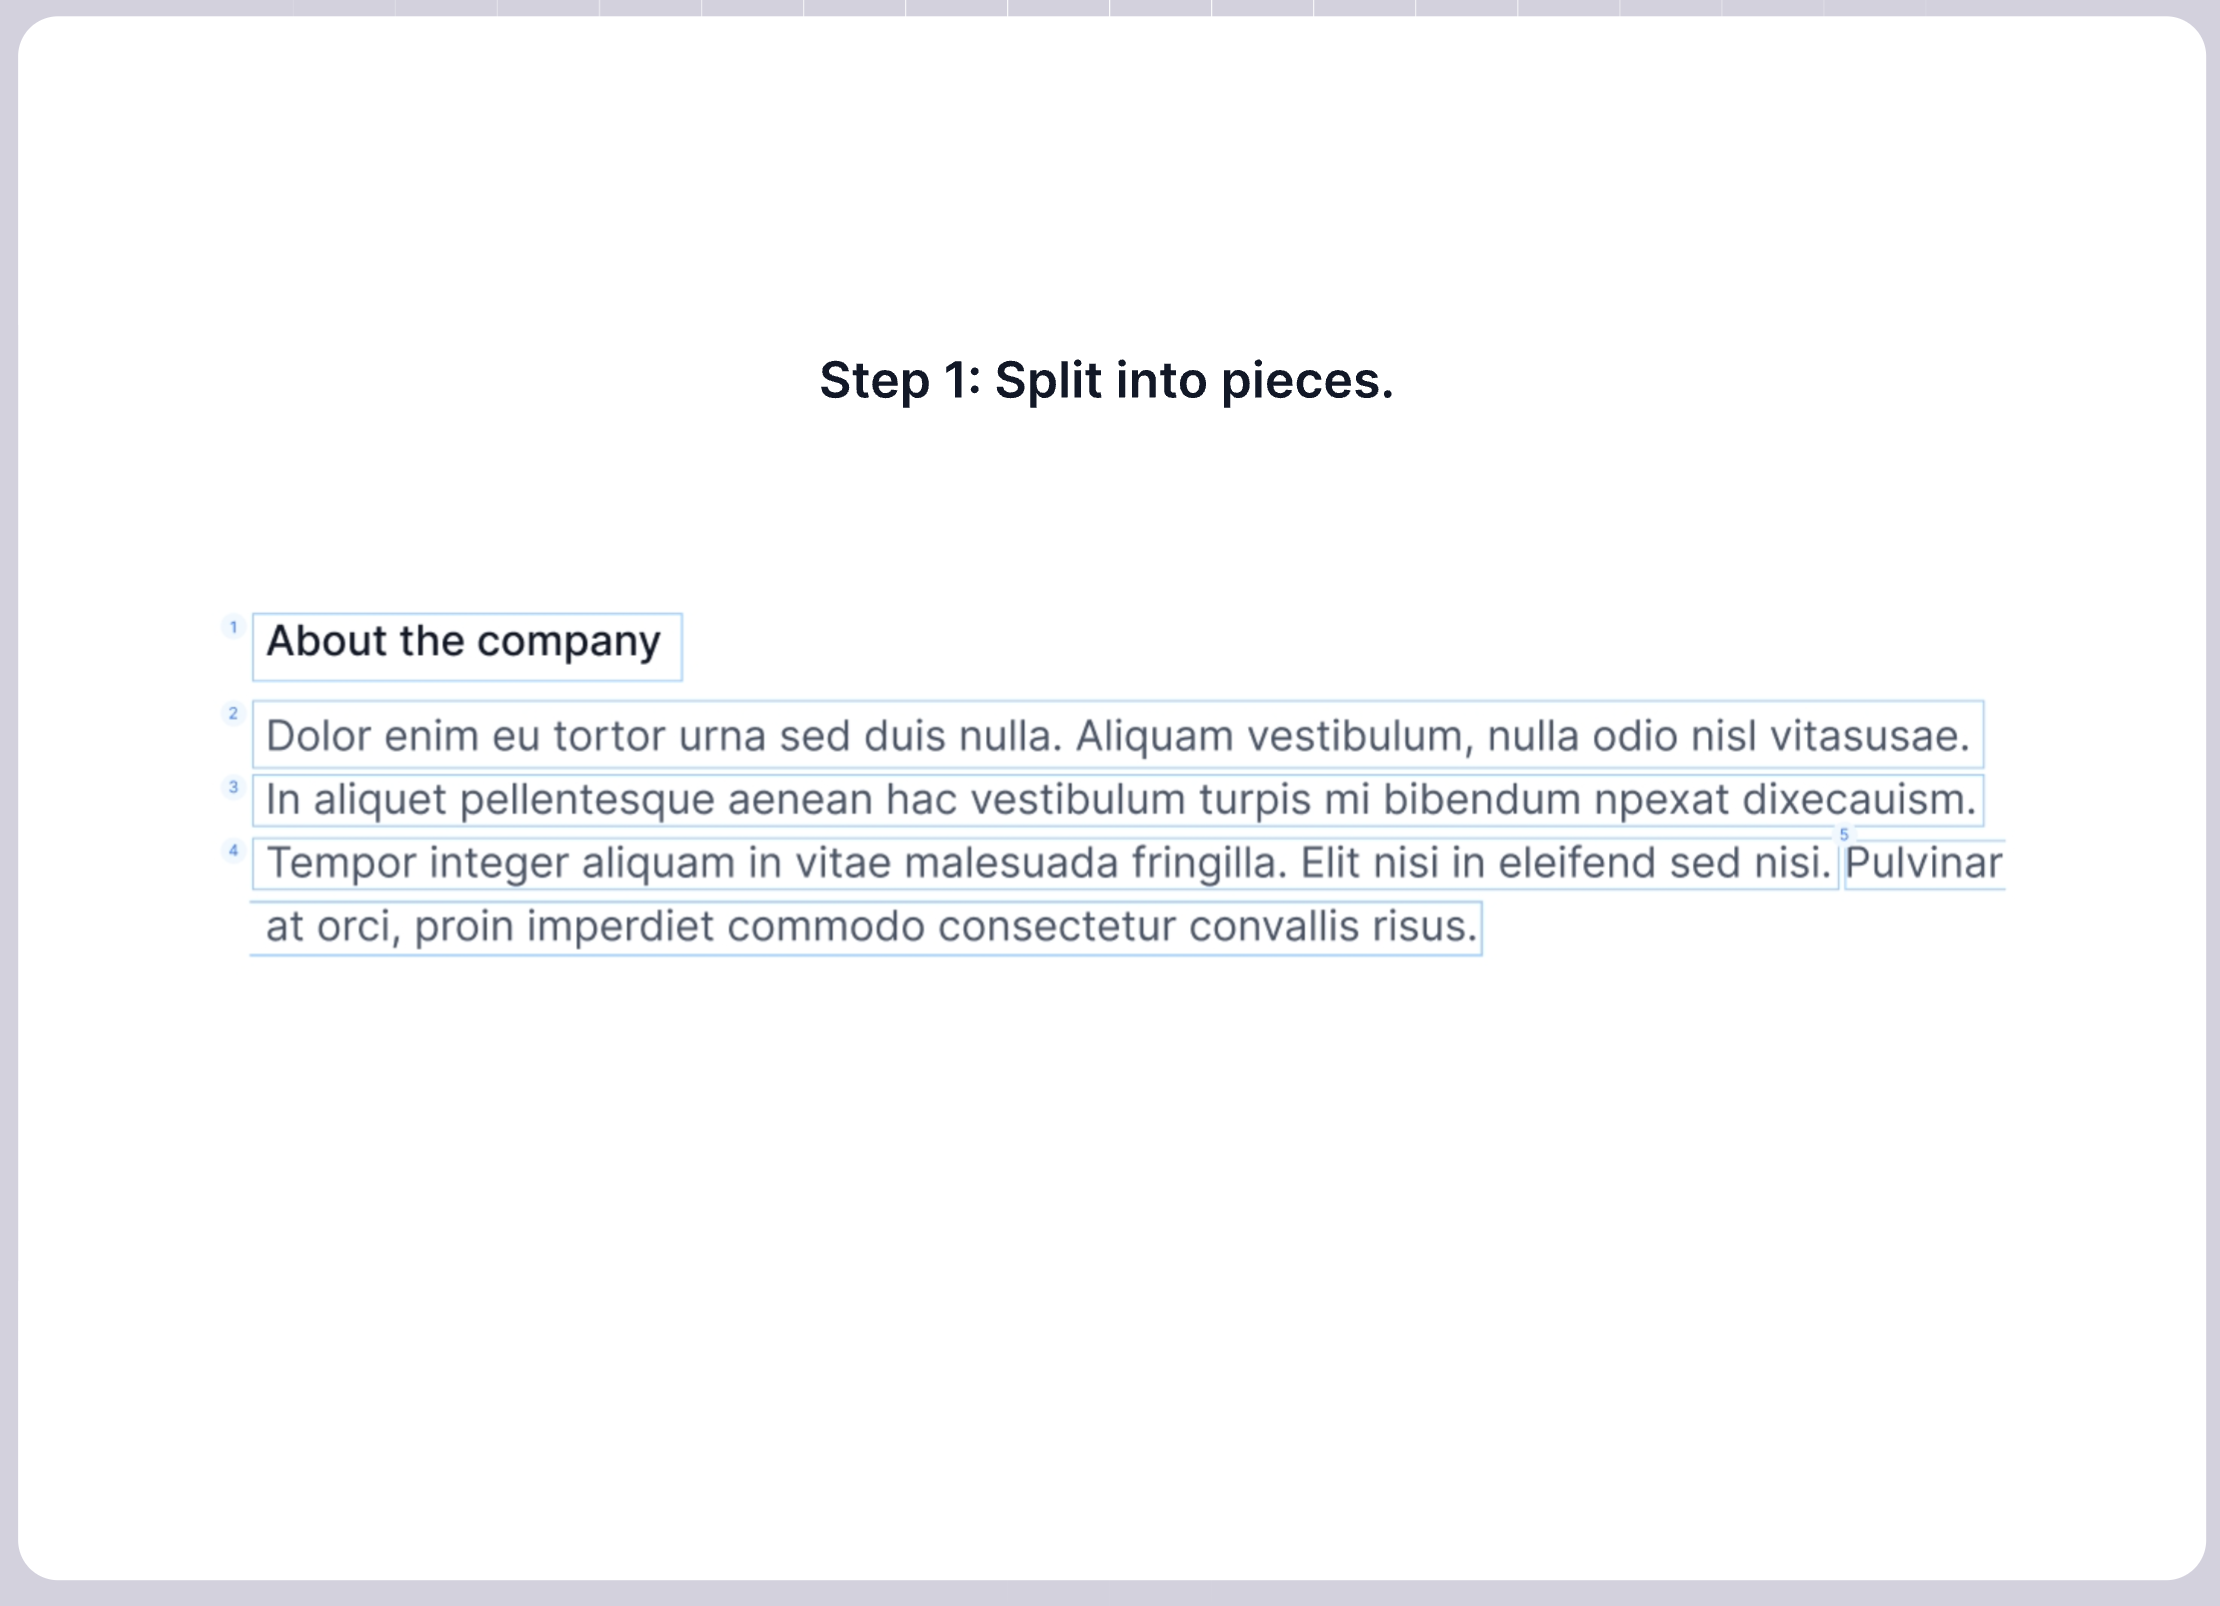 Step 1: Split into pieces.
1
About the company
2
Dolor enim eu tortor urna sed duis nulla. Aliquam vestibulum, nulla odio nisl vitasusae.
3
In aliquet pellentesque aenean hac vestibulum turpis mi bibendum npexat dixecauism.
4
Tempor integer aliquam in vitae malesuada fringilla. Elit nisi in eleifend sed nisi. 5 Pulvinar
at orci, proin imperdiet commodo consectetur convallis risus.